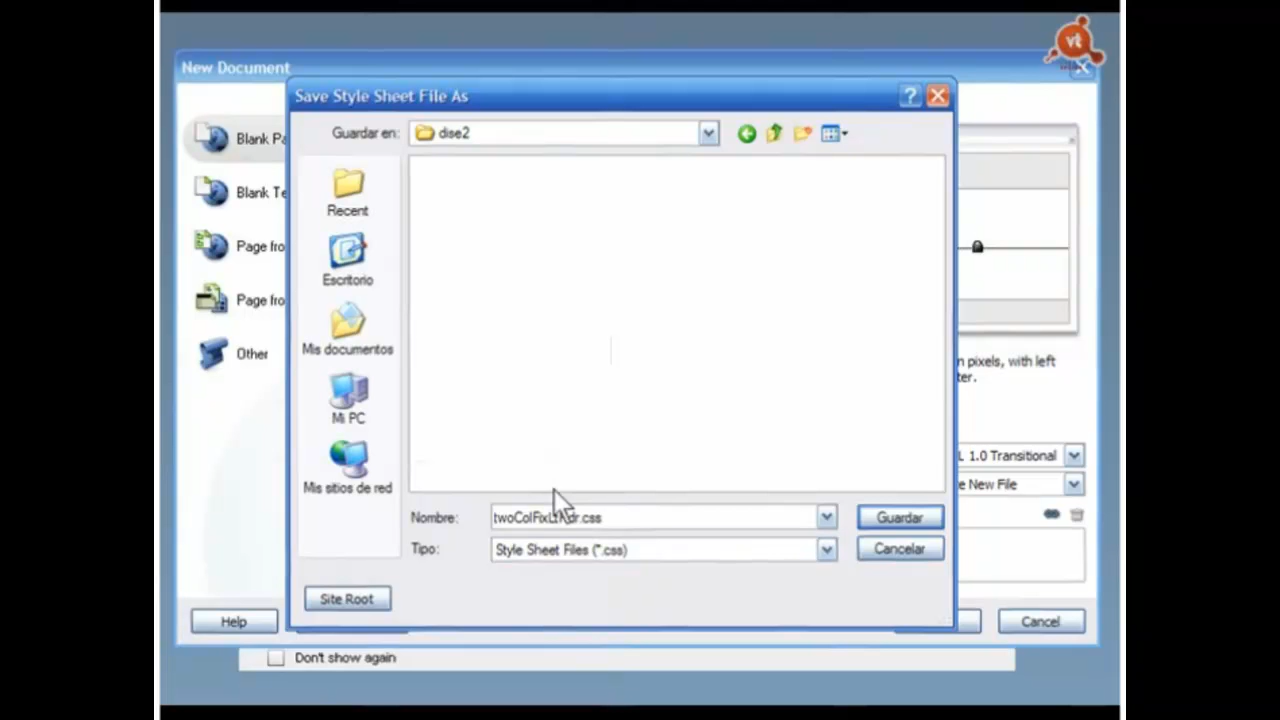 vt
New Document
Save Style Sheet File As
Guardar en:
dise2
Blank Pa
Blank Te
Page fro
Page fro
Other
Recent
Escritorio
Mis documentos
Mi PC
Mis sitios de red
n pixels, with left
ter.
L 1.0 Transitional
e New File
Nombre:
Guardar
Tipo:
Style Sheet Files (*.css)
Cancelar
Site Root
Help
Cancel
Don't show again